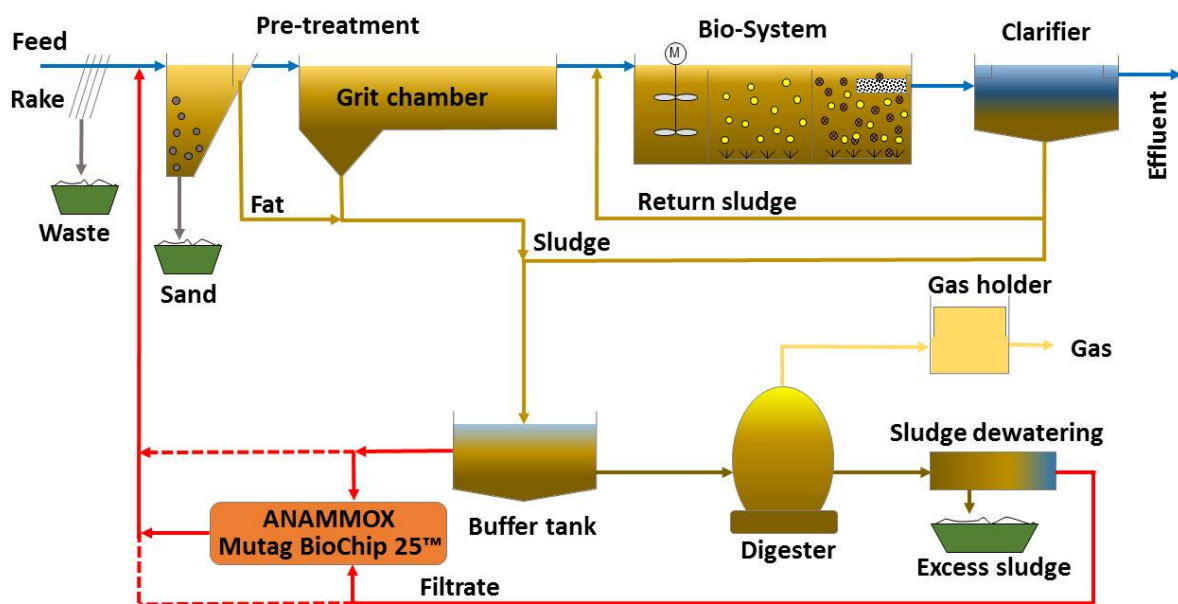 Pre-treatment
Bio-System
Clarifier
Feed
Rake
M
Grit chamber
Effluent
Waste
Fat
Return sludge
Sludge
Sand
Gas holder
Gas
Sludge dewatering
ANAMMOX
Mutag BioChip 25™
Buffer tank
Digester
Excess sludge
Filtrate